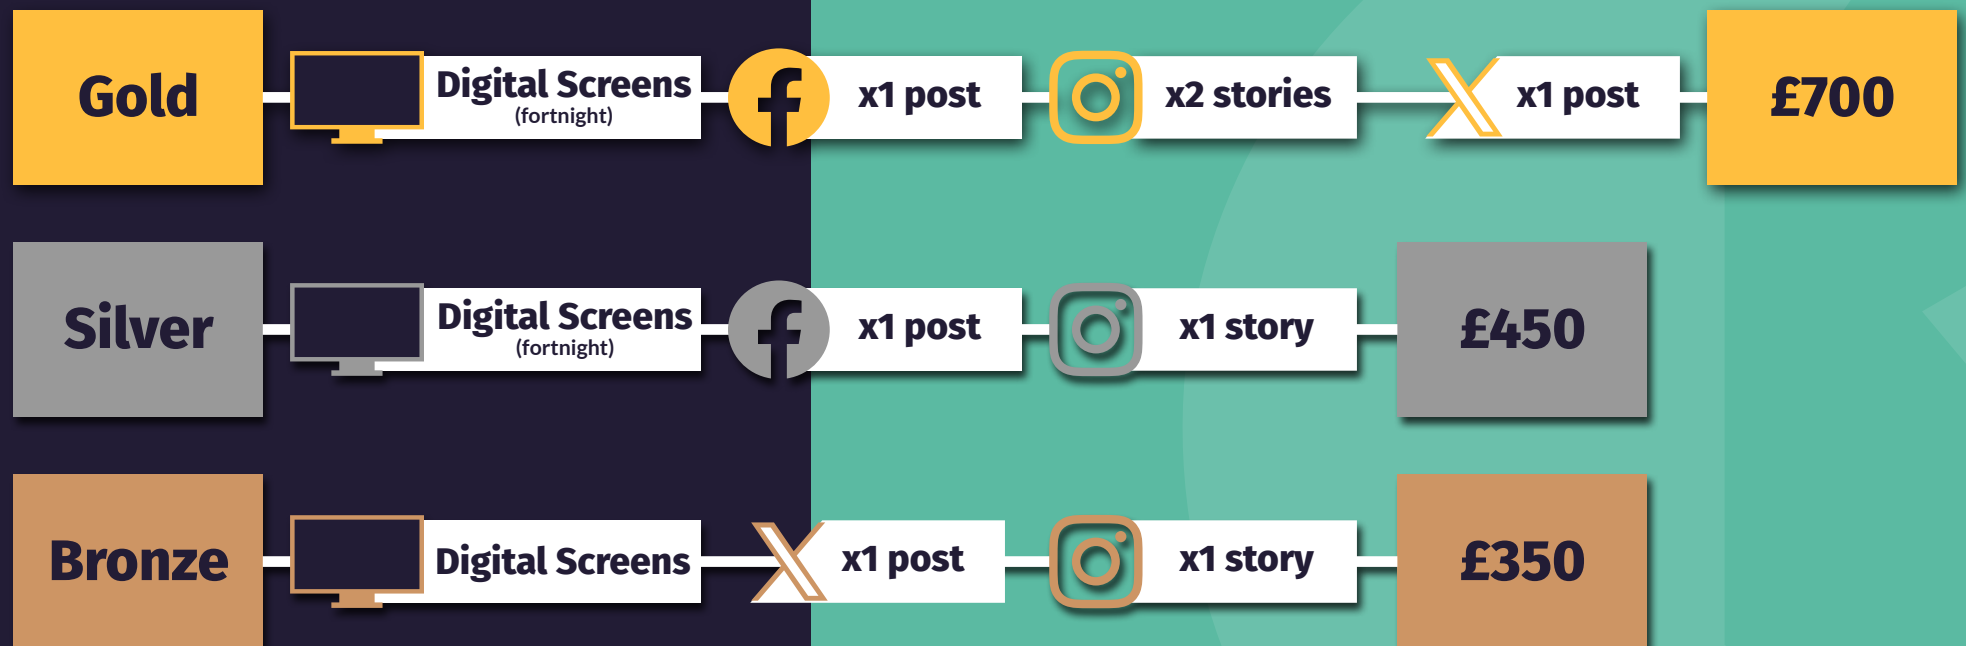 Gold
Digital Screens
(fortnight)
x1 post
x2 stories
x1 post
£700
Silver
Digital Screens
(fortnight)
x1 post
x1 story
£450
Bronze
Digital Screens
x1 post
x1 story
£350